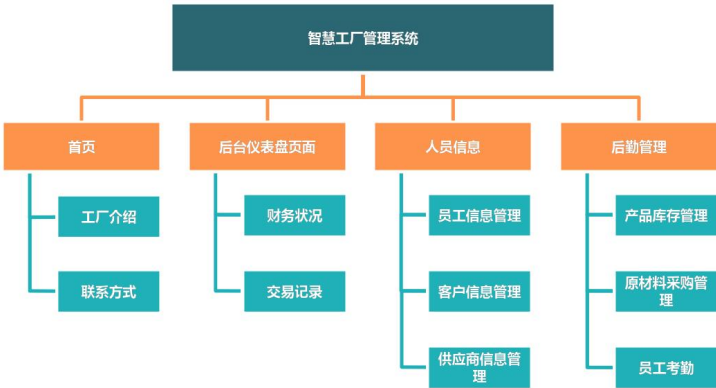 智慧工厂管理系统
首页
后台仪表盘页面
人员信息
后勤管理
工厂介绍
财务状况
员工信息管理
产品库存管理
联系方式
交易记录
客户信息管理
原材料采购管
理
供应商信息管
理
员工考勤